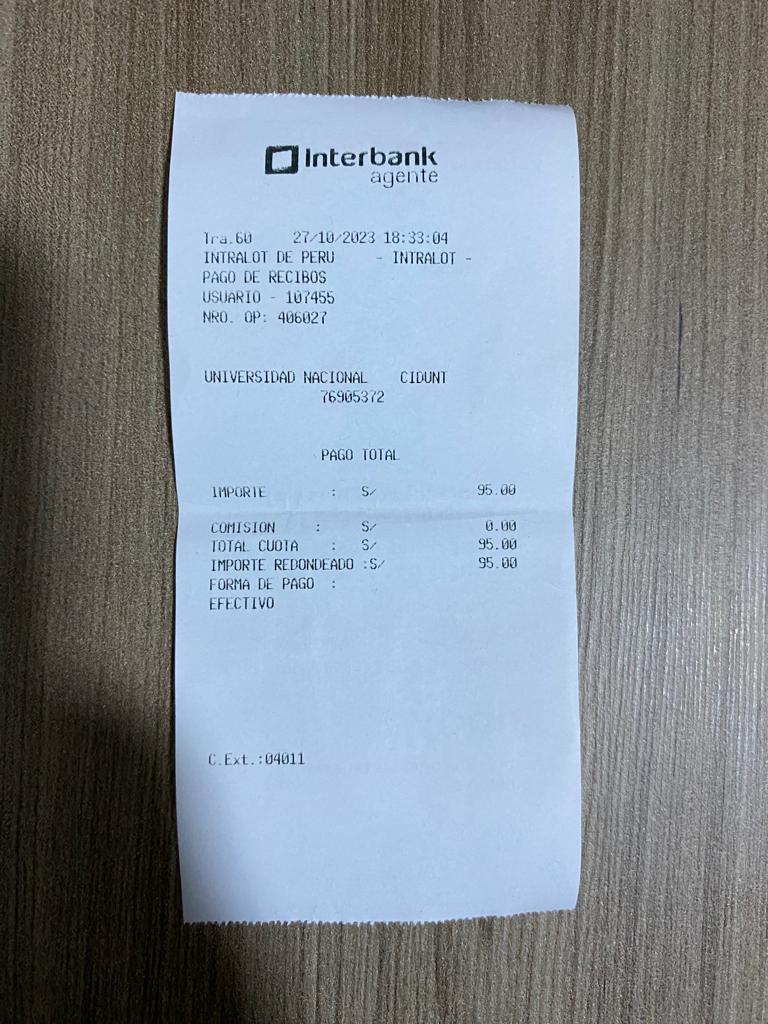 Interbank
agente
Tra.60 27/10/2023 18:33:04
INTRALOT DE PERU - INTRALOT -
PAGO DE RECIBOS
USUARIO - 107455
NRO. OP: 406027
UNIVERSIDAD NACIONAL CIDUNT
76905372
PAGO TOTAL
IMPORTE : S/ 95.00
COMISION : S/ 0.00
TOTAL CUOTA : S/ 95.00
IMPORTE REDONDEADO :S/ 95.00
FORMA DE PAGO :
EFECTIVO
C.Ext.:04011